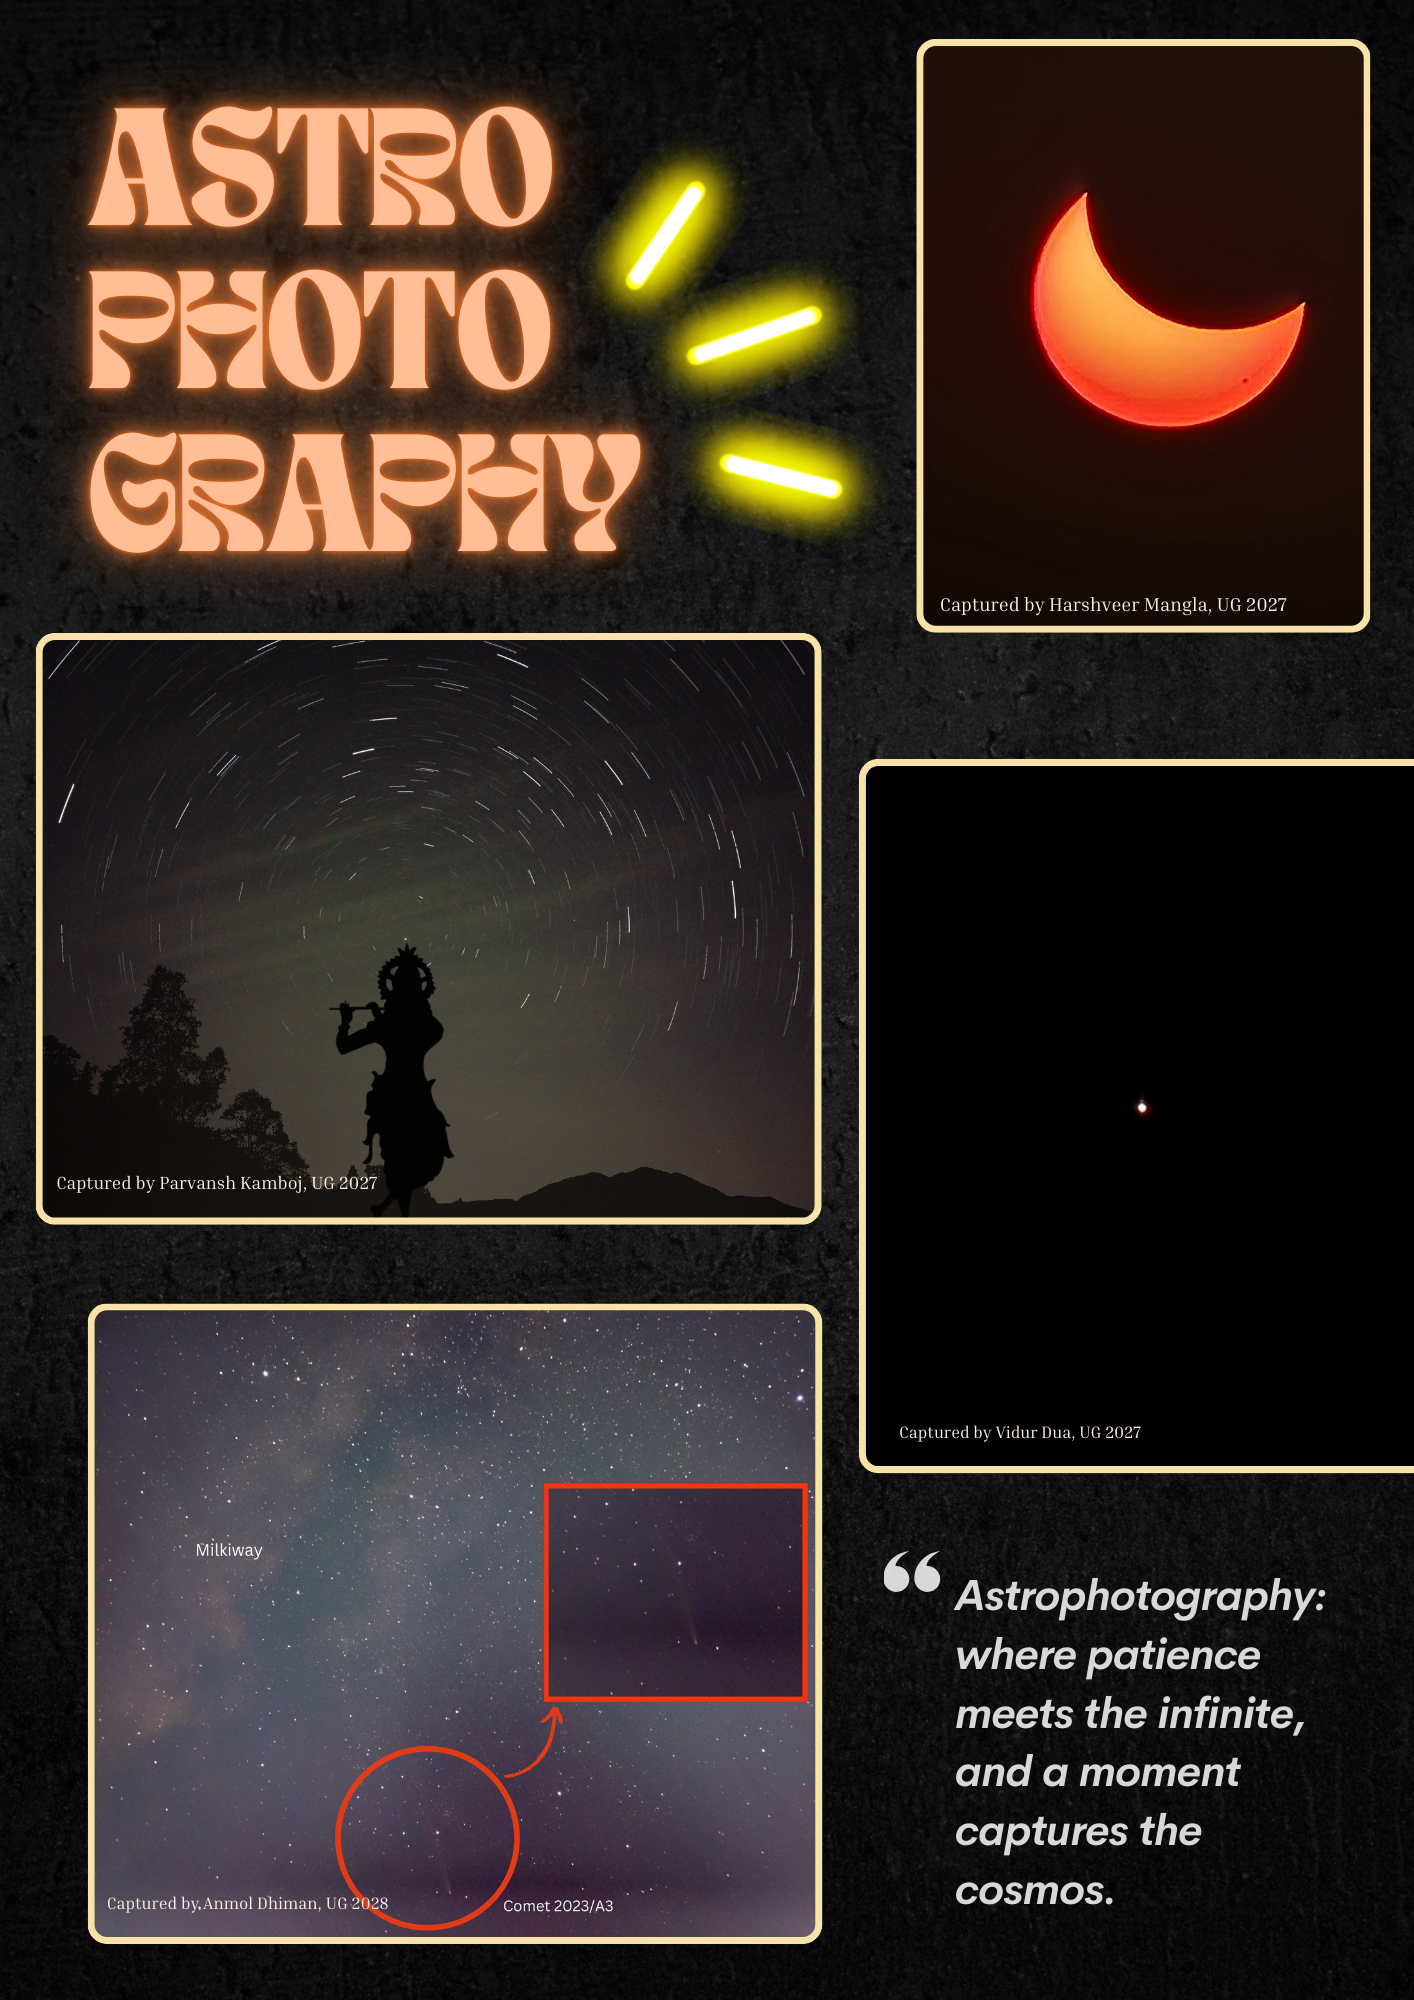 ASTRO
PHOTO
GRAPHY
Captured by Harshveer Mangla, UG 2027
Captured by Parvansh Kamboj, UG 2027
Captured by Vidur Dua, UG 2027
Milkiway
Captured by Anmol Dhiman, UG 2028
Comet 2023/A3
“ Astrophotography:
where patience
meets the infinite,
and a moment
captures the
cosmos.